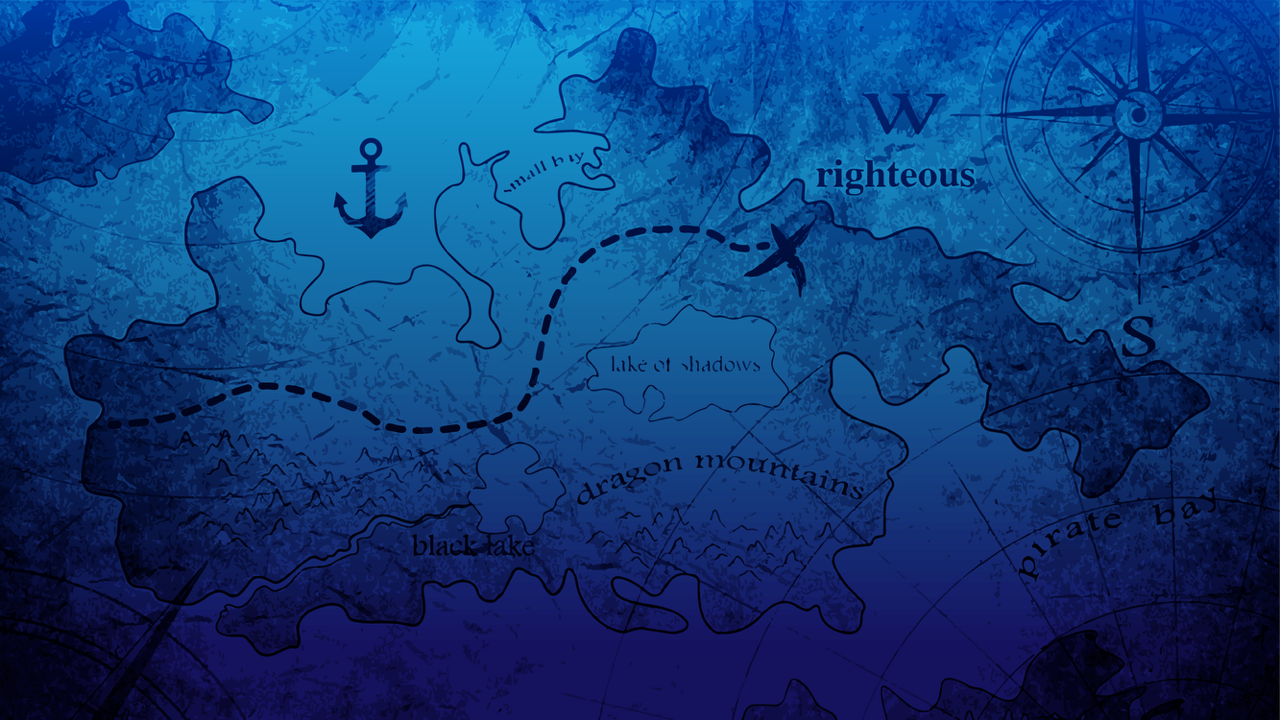 island
W
small bay
righteous
S
lake of shadows
dragon mountains
pirate bay
black lake